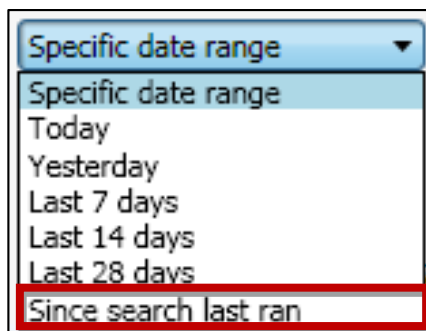 Specific date range
Specific date range
Today
Yesterday
Last 7 days
Last 14 days
Last 28 days
Since search last ran